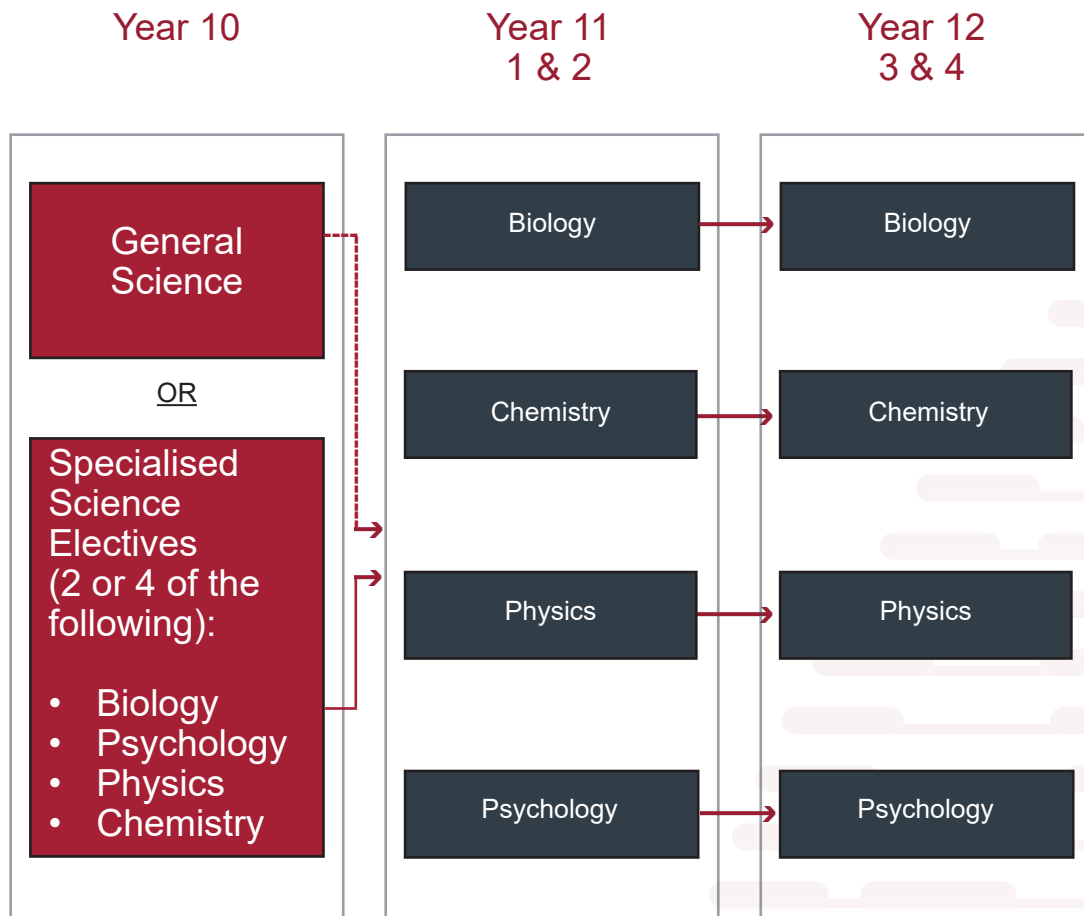 Year 10
Year 11
1 & 2
Year 12
3 & 4
General
Science
OR
Specialised
Science
Electives
(2 or 4 of the
following):
• Biology
• Psychology
• Physics
• Chemistry
Biology
Chemistry
Physics
Psychology
Biology
Chemistry
Physics
Psychology